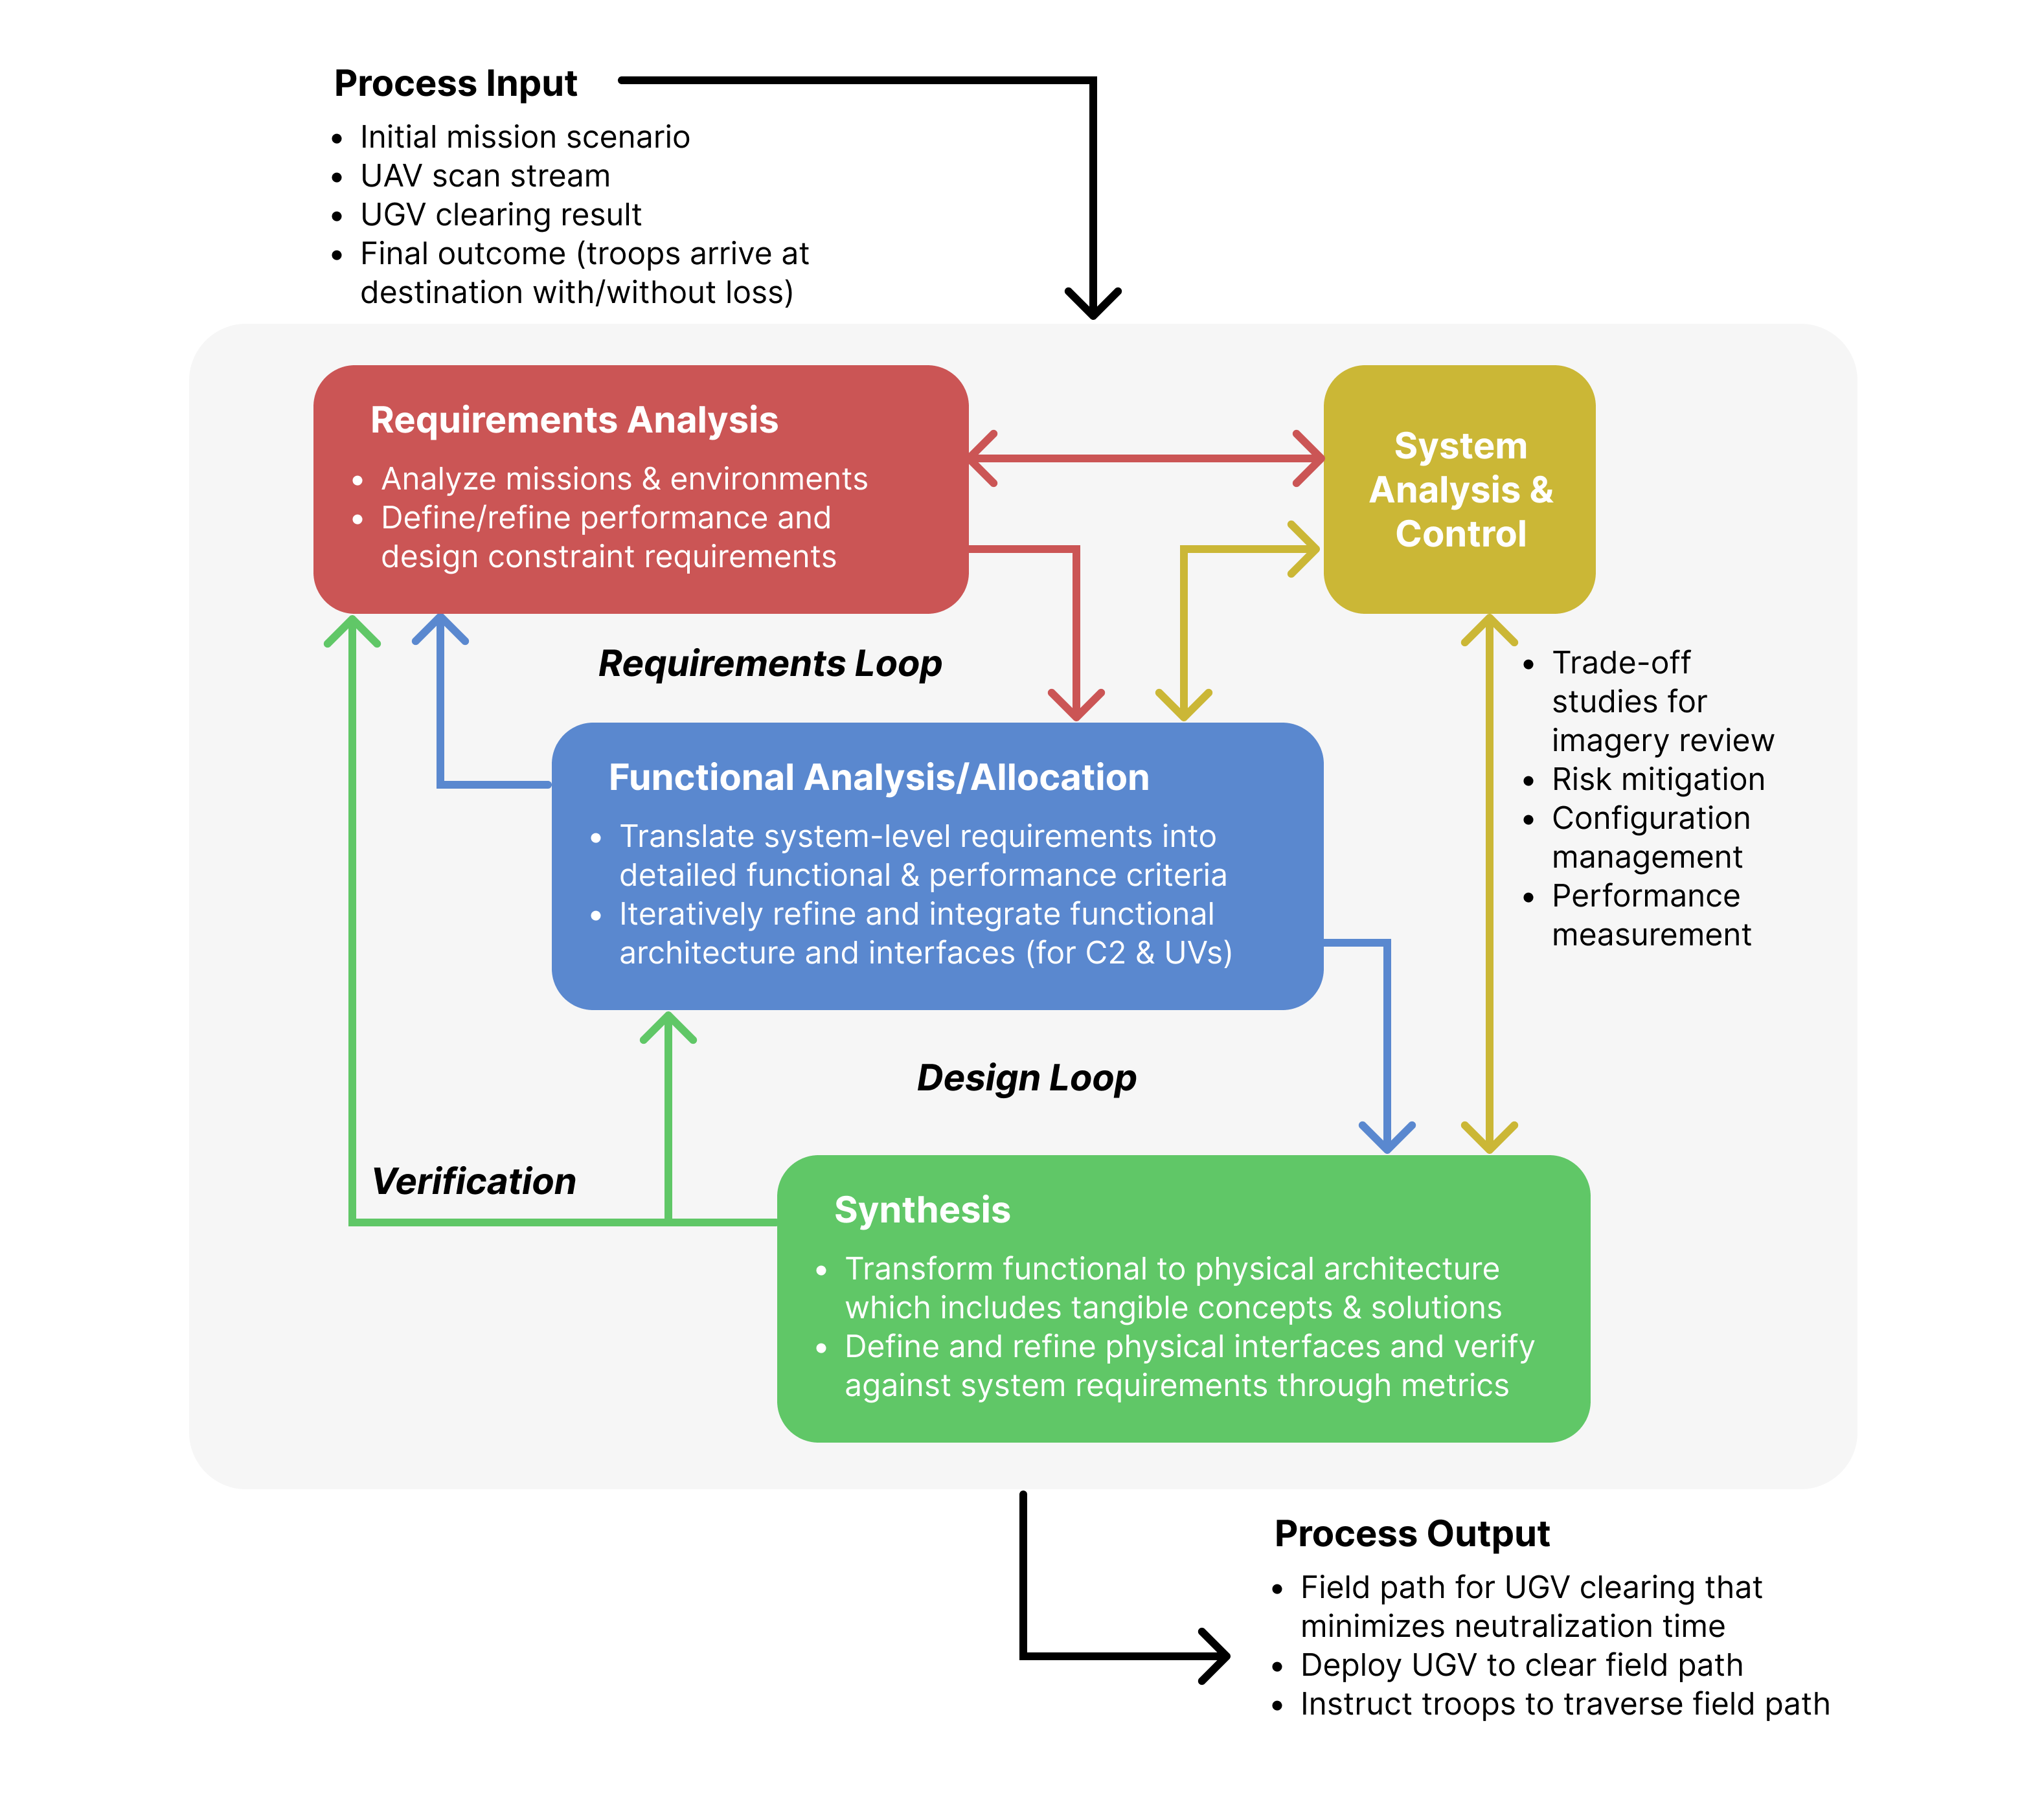 Process Input
• Initial mission scenario
• UAV scan stream
• UGV clearing result
• Final outcome (troops arrive at
destination with/without loss)
Requirements Analysis
• Analyze missions & environments
• Define/refine performance and
design constraint requirements
System
Analysis &
Control
Requirements Loop
• Trade-off
studies for
imagery review
• Risk mitigation
• Configuration
management
• Performance
measurement
Functional Analysis/Allocation
• Translate system-level requirements into
detailed functional & performance criteria
• Iteratively refine and integrate functional
architecture and interfaces (for C2 & UVs)
Design Loop
Verification
Synthesis
• Transform functional to physical architecture
which includes tangible concepts & solutions
• Define and refine physical interfaces and verify
against system requirements through metrics
Process Output
• Field path for UGV clearing that
minimizes neutralization time
• Deploy UGV to clear field path
• Instruct troops to traverse field path